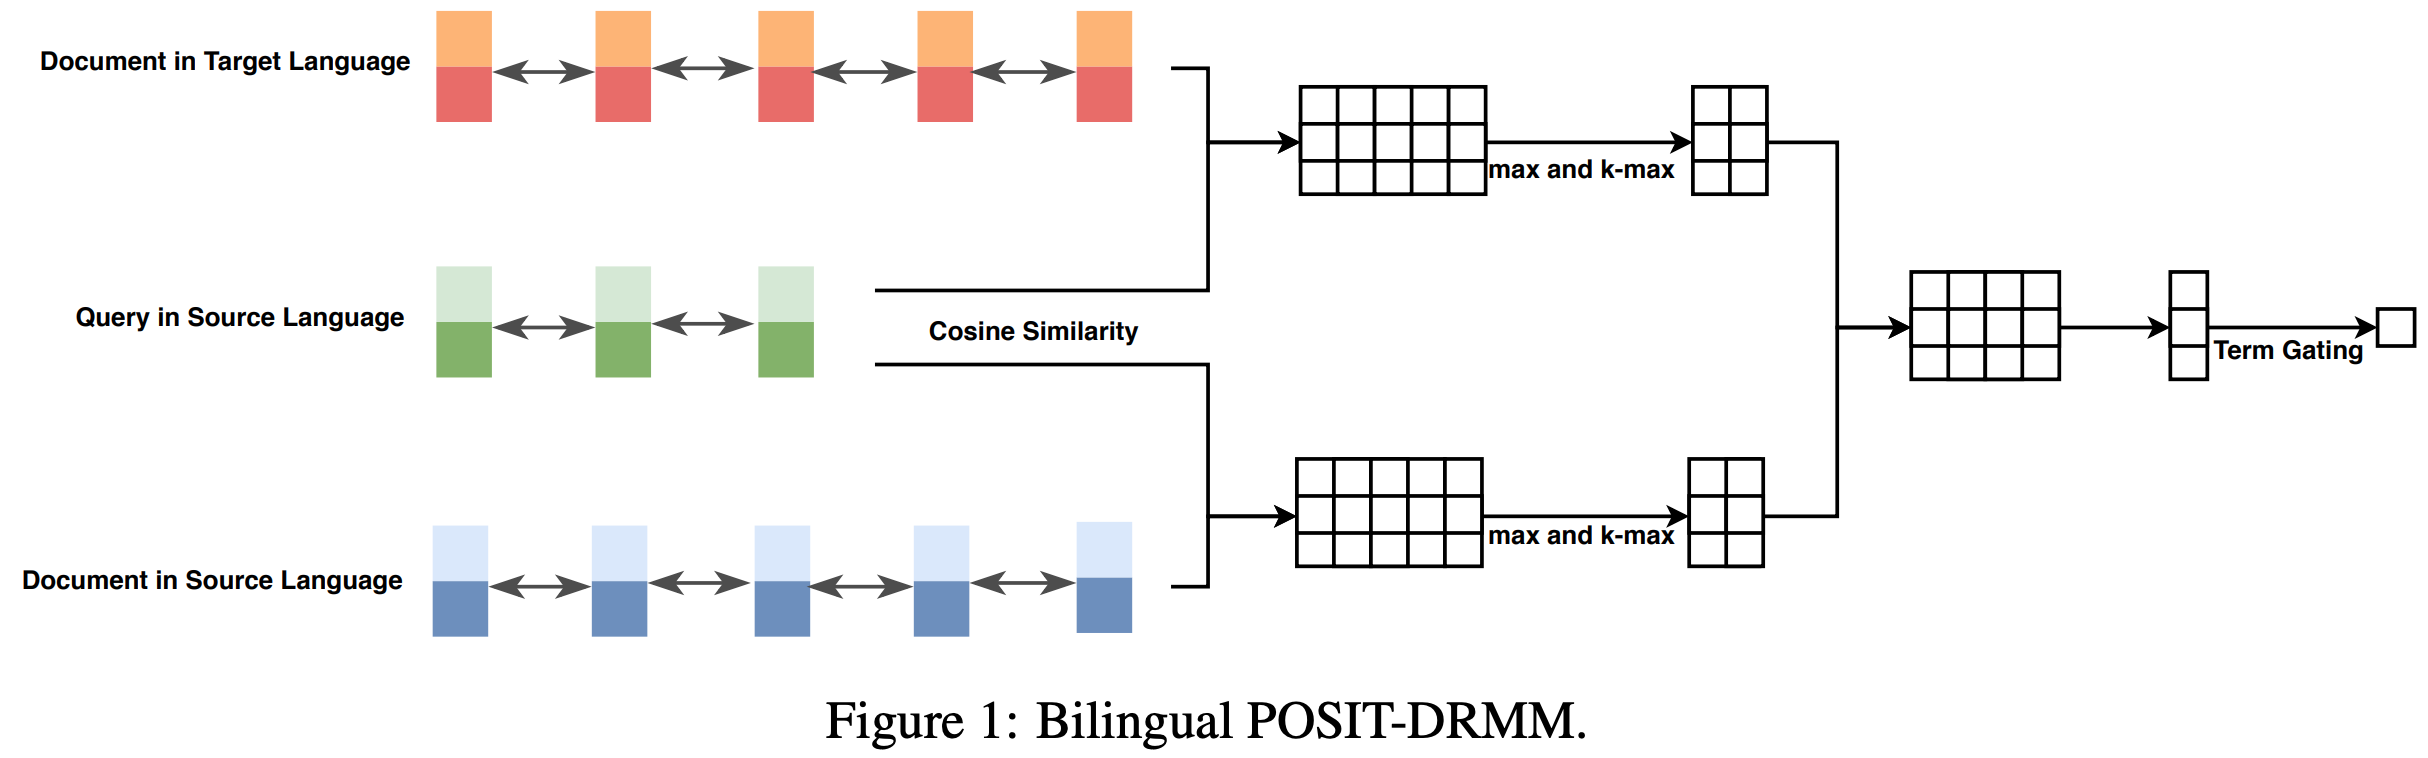 Document in Target Language
max and k-max
Query in Source Language
Cosine Similarity
Term Gating
max and k-max
Document in Source Language
Figure 1: Bilingual POSIT-DRMM.